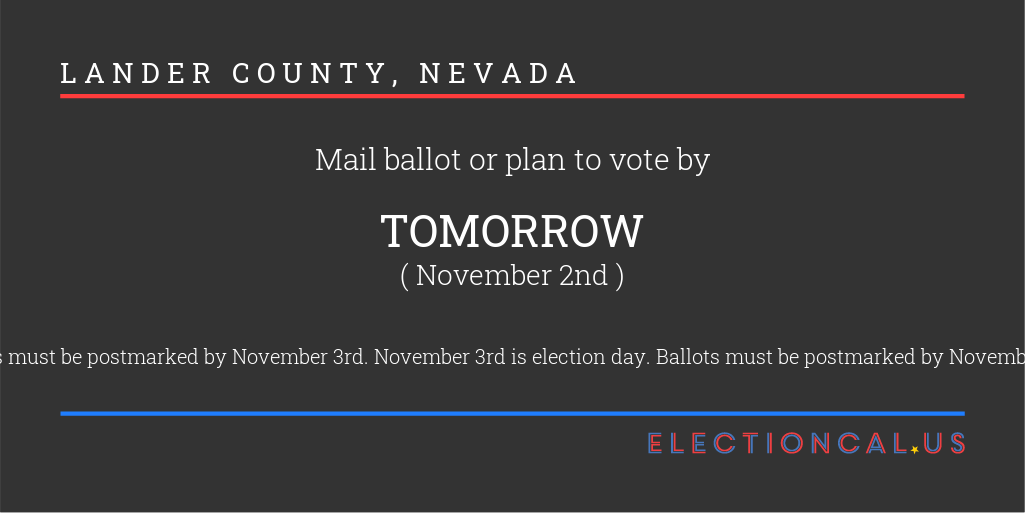 LANDER COUNTY, NEVADA
Mail ballot or plan to vote by
TOMORROW
( November 2nd )
must be postmarked by November 3rd. November 3rd is election day. Ballots must be postmarked by
ELECTIONCAL.US